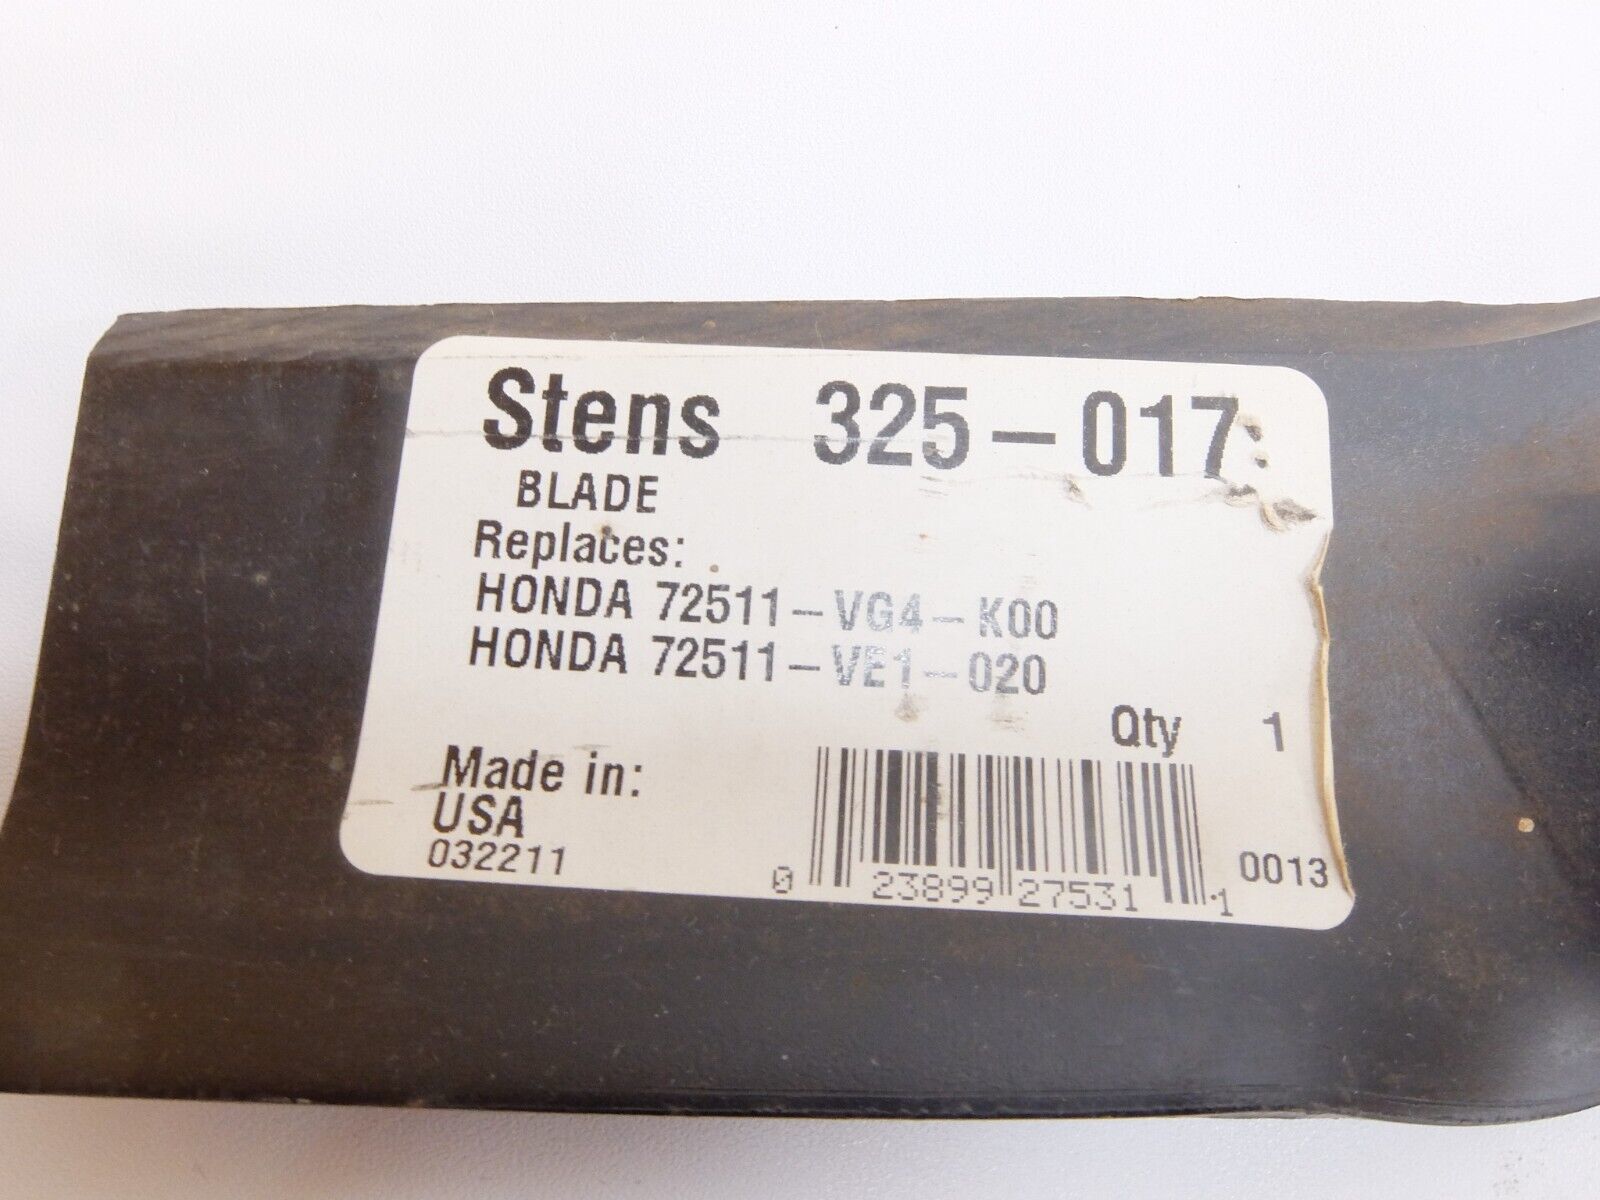 Stens 325-017
BLADE
Replaces:
HONDA 72511-VG4-K00
HONDA 72511-VE1-020
Qty 1
Made in:
USA
032211
0 23899 27531 1
0013